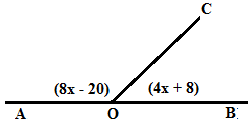 C
(8x - 20) (4x + 8)
A O B